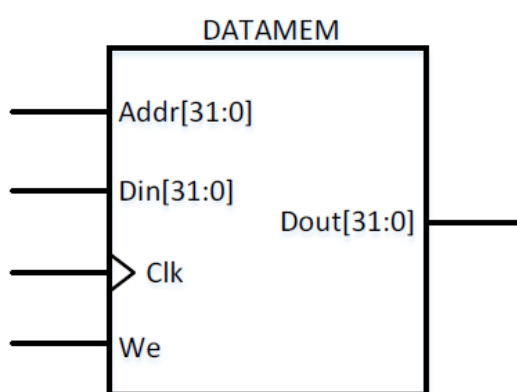 DATAMEM
Addr[31:0]
Din[31:0]
Dout[31:0]
Clk
We